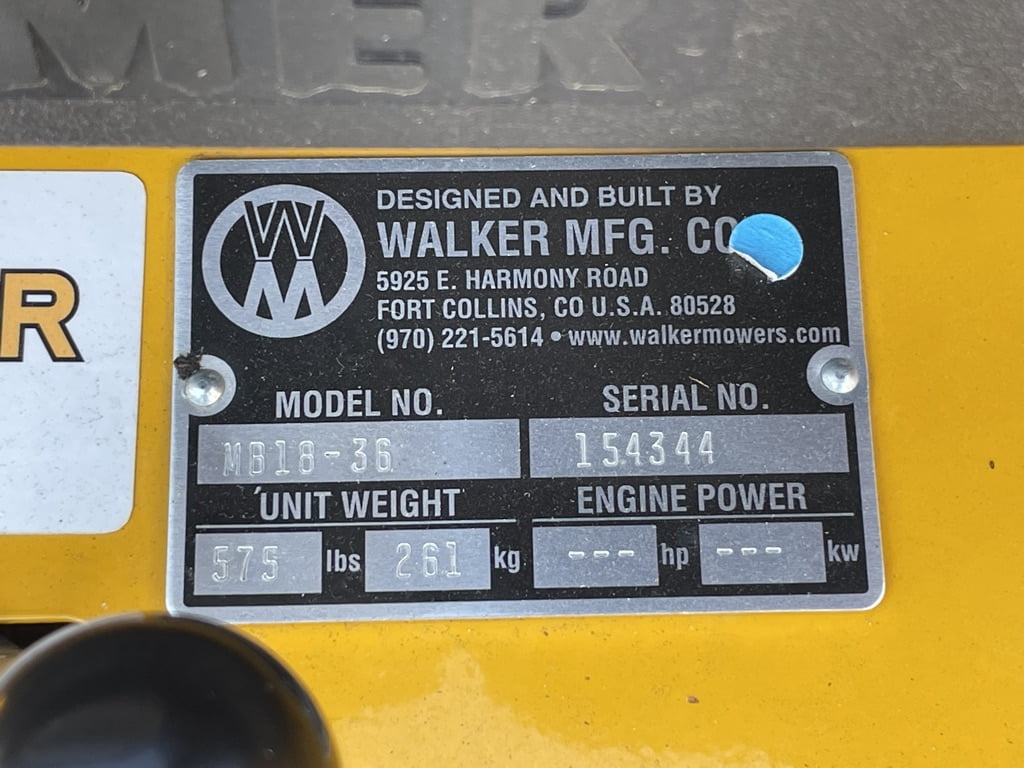 MER
R
WM
DESIGNED AND BUILT BY
WALKER MFG. CO
5925 E. HARMONY ROAD
FORT COLLINS, CO U.S.A. 80528
(970) 221-5614 • www.walkermowers.com
MODEL NO. SERIAL NO.
MB18-36 154344
UNIT WEIGHT ENGINE POWER
575 lbs 261 kg --- hp --- kw